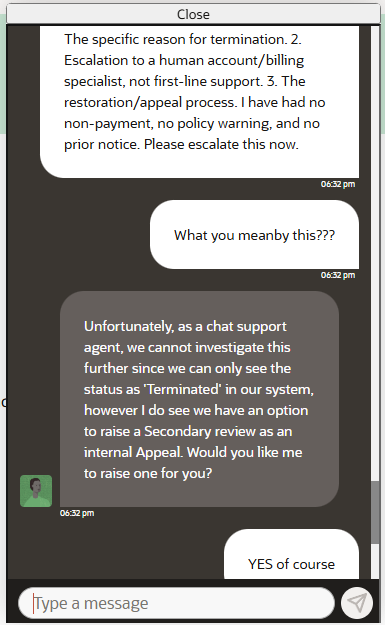 Close
The specific reason for termination. 2.
Escalation to a human account/billing
specialist, not first-line support. 3. The
restoration/appeal process. I have had no
non-payment, no policy warning, and no
prior notice. Please escalate this now.
06:32 pm
What you meanby this???
06:32 pm
Unfortunately, as a chat support
agent, we cannot investigate this
further since we can only see the
status as 'Terminated' in our system,
however I do see we have an option
to raise a Secondary review as an
internal Appeal. Would you like me
to raise one for you?
06:32 pm
YES of course
Type a message